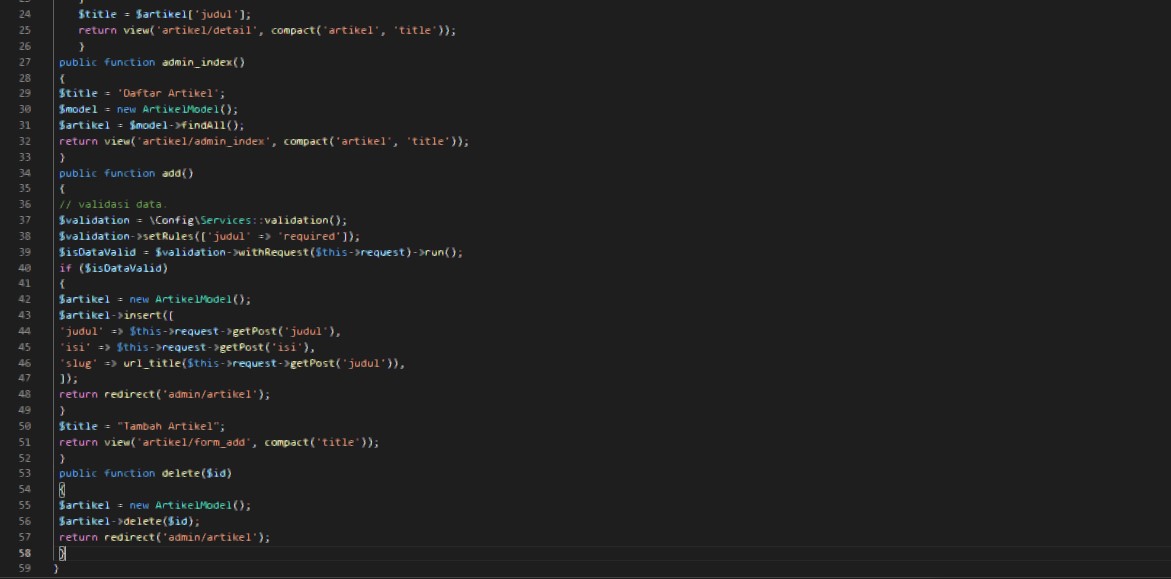 23 }
24 $title = $artikel['judul'];
25 return view('artikel/detail', compact('artikel', 'title'));
26 }
27 public function admin_index()
28 {
29 $title = 'Daftar Artikel';
30 $model = new ArtikelModel();
31 $artikel = $model->findAll();
32 return view('artikel/admin_index', compact('artikel', 'title'));
33 }
34 public function add()
35 {
36 // validasi data.
37 $validation = \Config\Services::validation();
38 $validation->setRules(['judul' => 'required']);
39 $isDataValid = $validation->withRequest($this->request)->run();
40 if ($isDataValid)
41 {
42 $artikel = new ArtikelModel();
43 $artikel->insert([
44 'judul' => $this->request->getPost('judul'),
45 'isi' => $this->request->getPost('isi'),
46 'slug' => url_title($this->request->getPost('judul')),
47 ]);
48 return redirect('admin/artikel');
49 }
50 $title = "Tambah Artikel";
51 return view('artikel/form_add', compact('title'));
52 }
53 public function delete($id)
54 {
55 $artikel = new ArtikelModel();
56 $artikel->delete($id);
57 return redirect('admin/artikel');
58 }
59 }